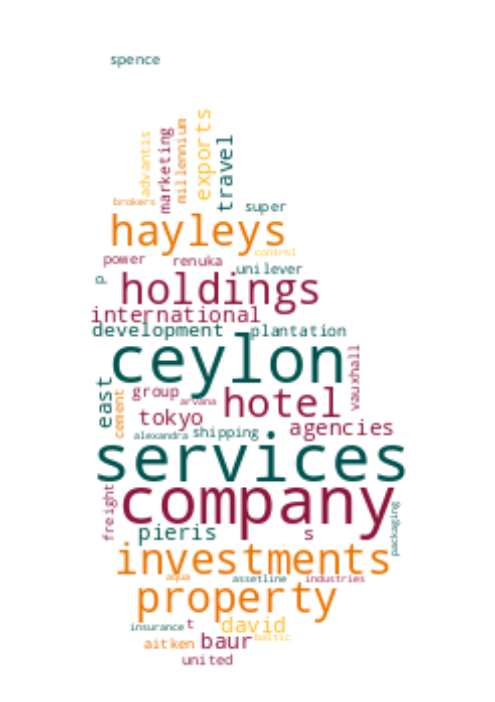 spence
advantis
marketing
millennium
exports
travel
brokers
super
hayleys
control
power
renuka
unilever
p
holdings
international
development
plantation
ceylon
vauxhall
east
cement
group
arvana
hotel
tokyo
agencies
alexandra
shipping
services
company
freight
packaging
pieris
s
investments
aqua
assetline
industries
property
insurance
t
david
aitken
baur
baltic
united